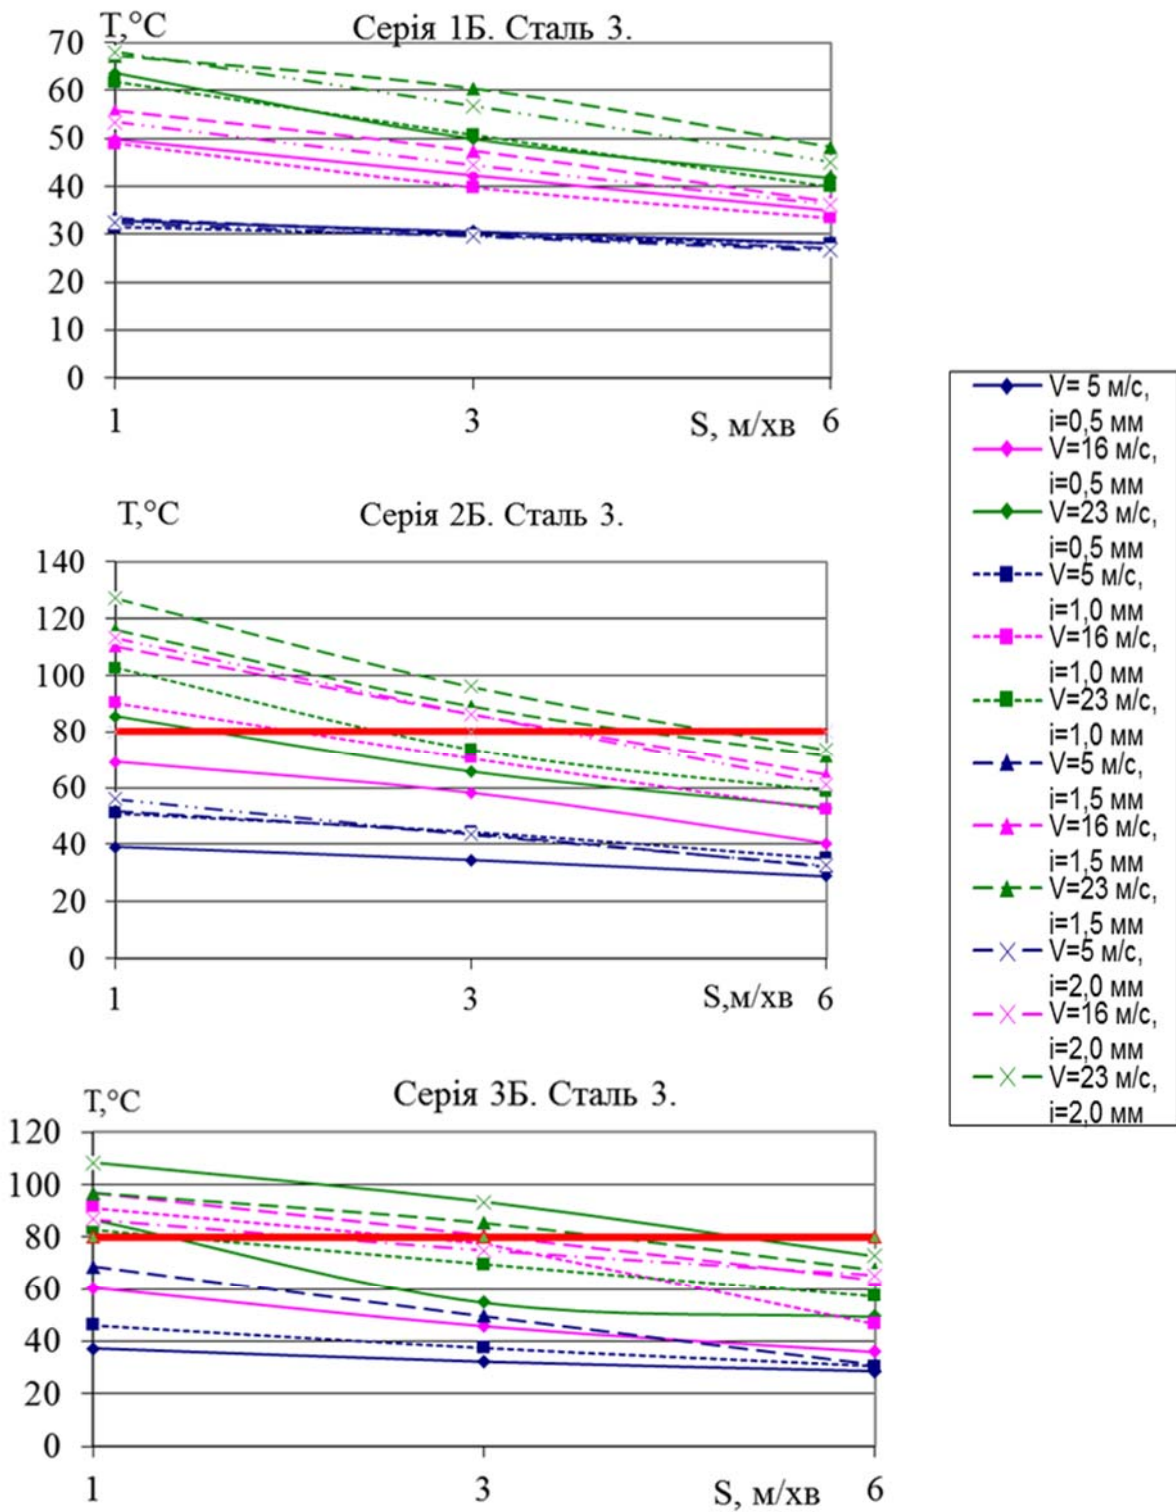 T,°C
Серія 1Б. Сталь 3.
70
60
50
40
30
20
10
0
1
3
S, м/хв
6
T,°C
Серія 2Б. Сталь 3.
140
120
100
80
60
40
20
0
1
3
S,м/хв
6
T,°C
Серія 3Б. Сталь 3.
120
100
80
60
40
20
0
1
3
S, м/хв
6
V= 5 м/с,
i=0,5 мм
V=16 м/с,
i=0,5 мм
V=23 м/с,
i=0,5 мм
V=5 м/с,
i=1,0 мм
V=16 м/с,
i=1,0 мм
V=23 м/с,
i=1,0 мм
V=5 м/с,
i=1,5 мм
V=16 м/с,
i=1,5 мм
V=23 м/с,
i=1,5 мм
V=5 м/с,
i=2,0 мм
V=16 м/с,
i=2,0 мм
V=23 м/с,
i=2,0 мм